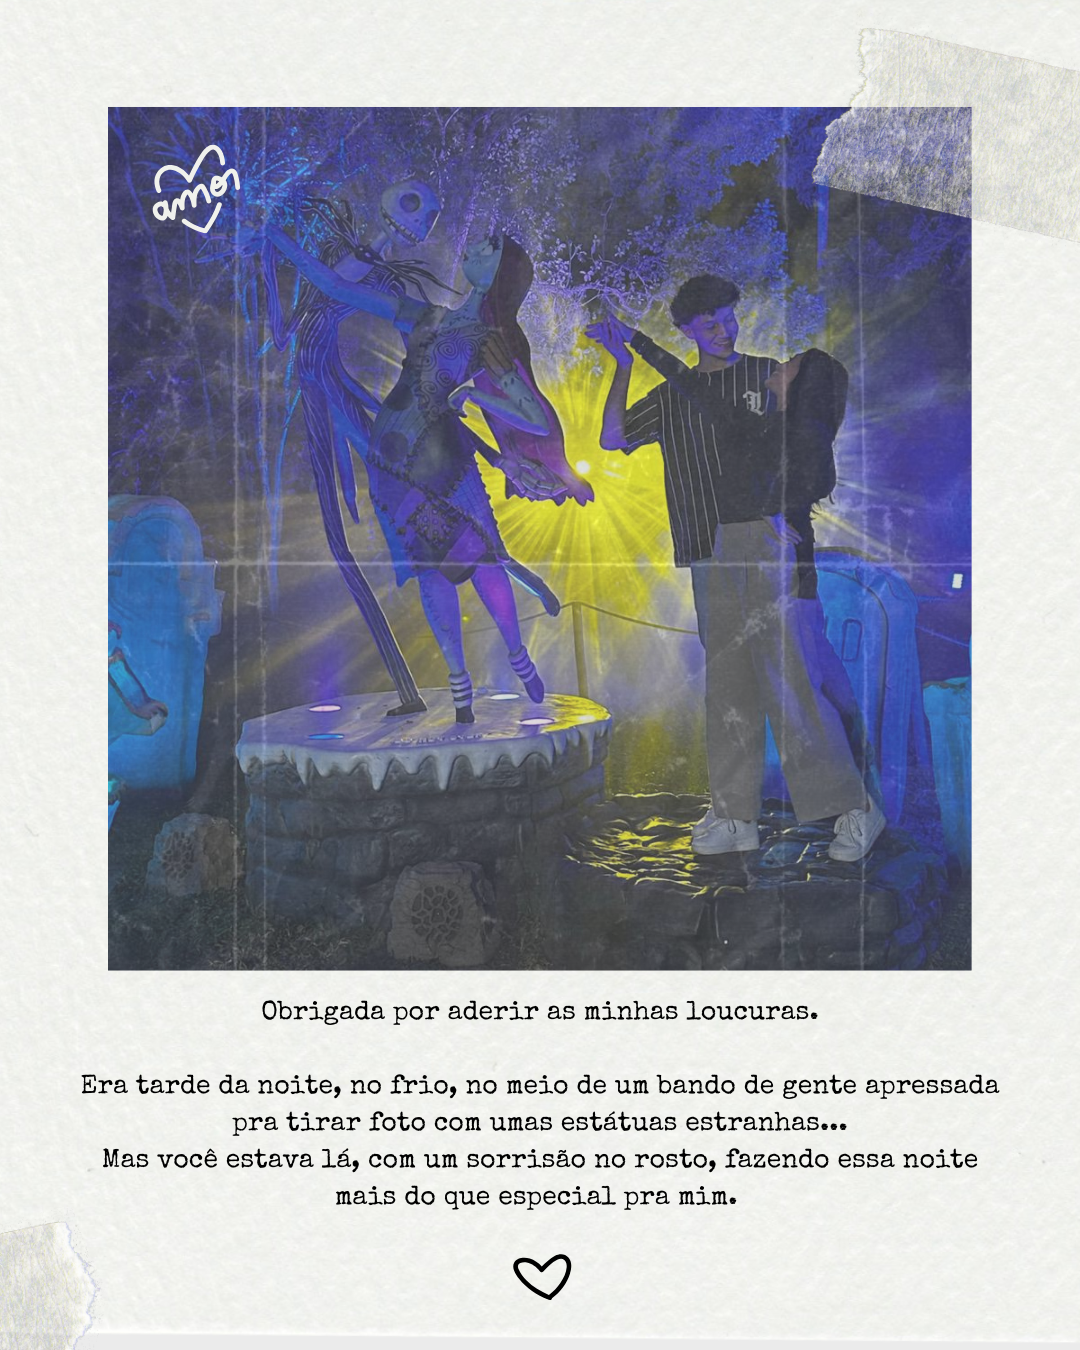 amor
Obrigada por aderir as minhas loucuras.
Era tarde da noite, no frio, no meio de um bando de gente apressada
pra tirar foto com umas estátuas estranhas...
Mas você estava lá, com um sorrisão no rosto, fazendo essa noite
mais do que especial pra mim.